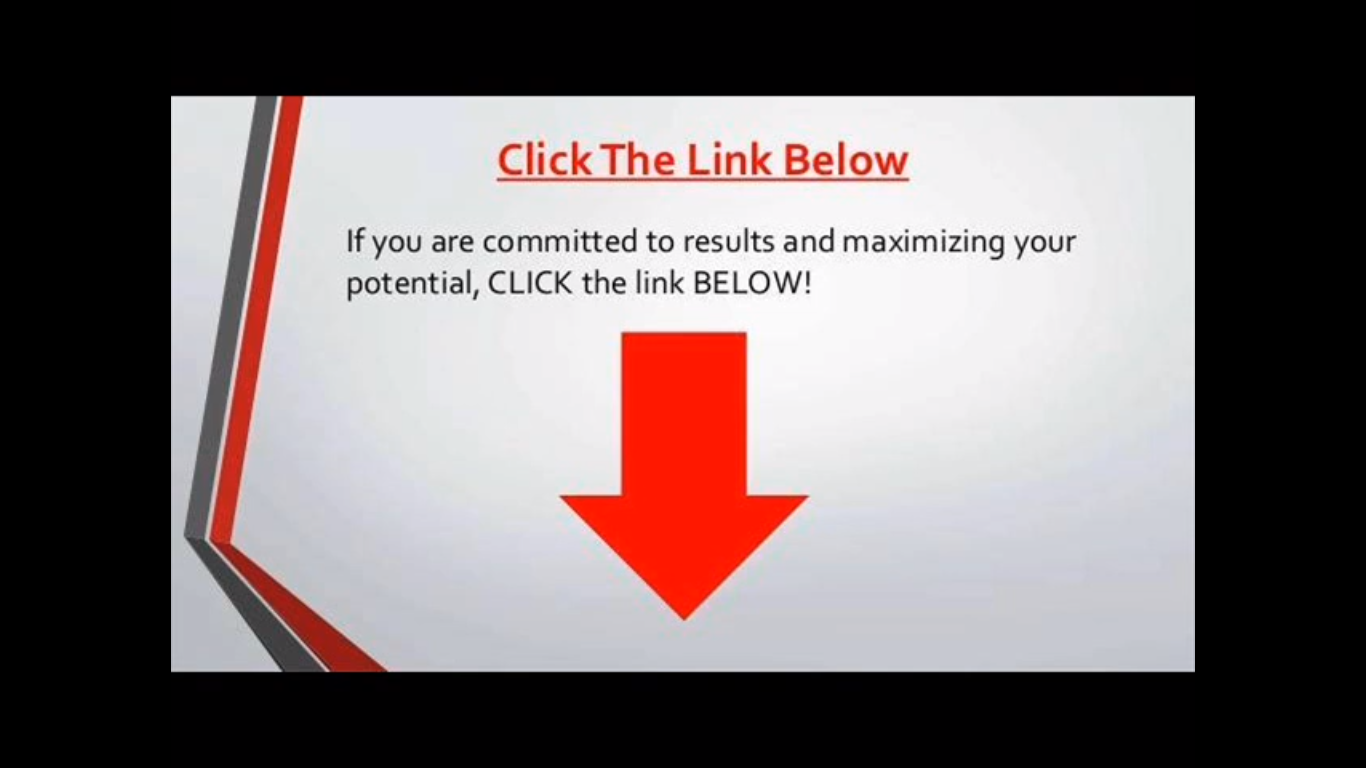 Click The Link Below
If you are committed to results and maximizing your
potential, CLICK the link BELOW!